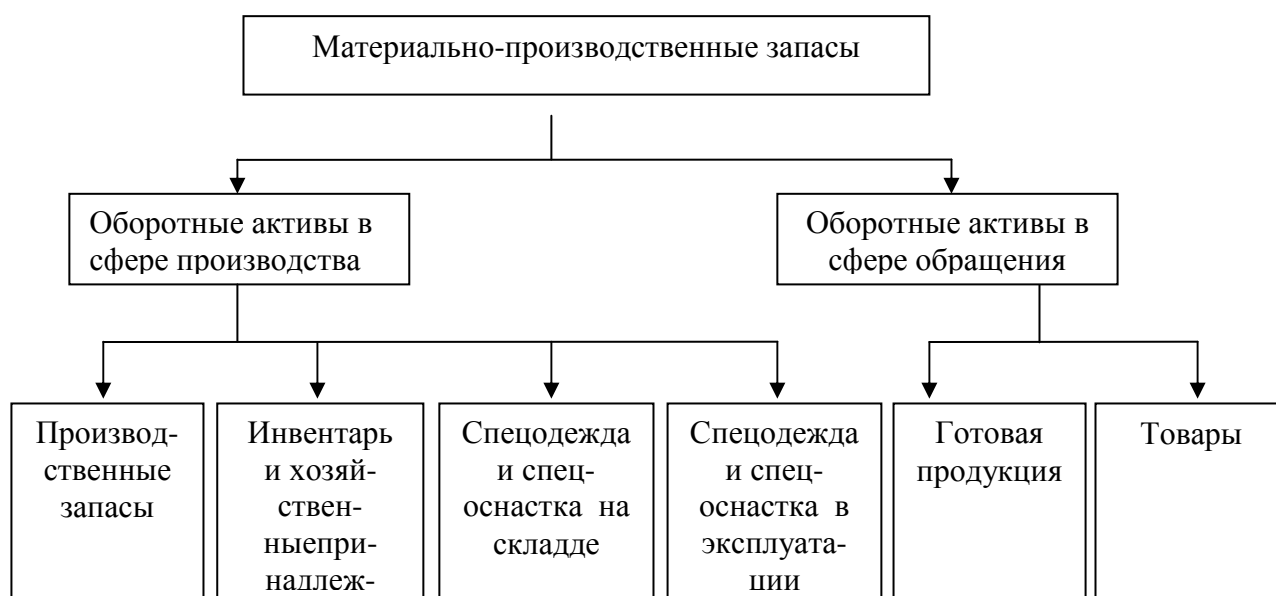 Материально-производственные запасы
Оборотные активы в
сфере производства
Оборотные активы в
сфере обращения
Производ-
ственные
запасы
Инвентарь
и хозяй-
ствен-
ныепри-
надлеж-
Спецодежда
и спец-
оснастка на
складде
Спецодежда
и спец-
оснастка в
эксплуата-
ции
Готовая
продукция
Товары